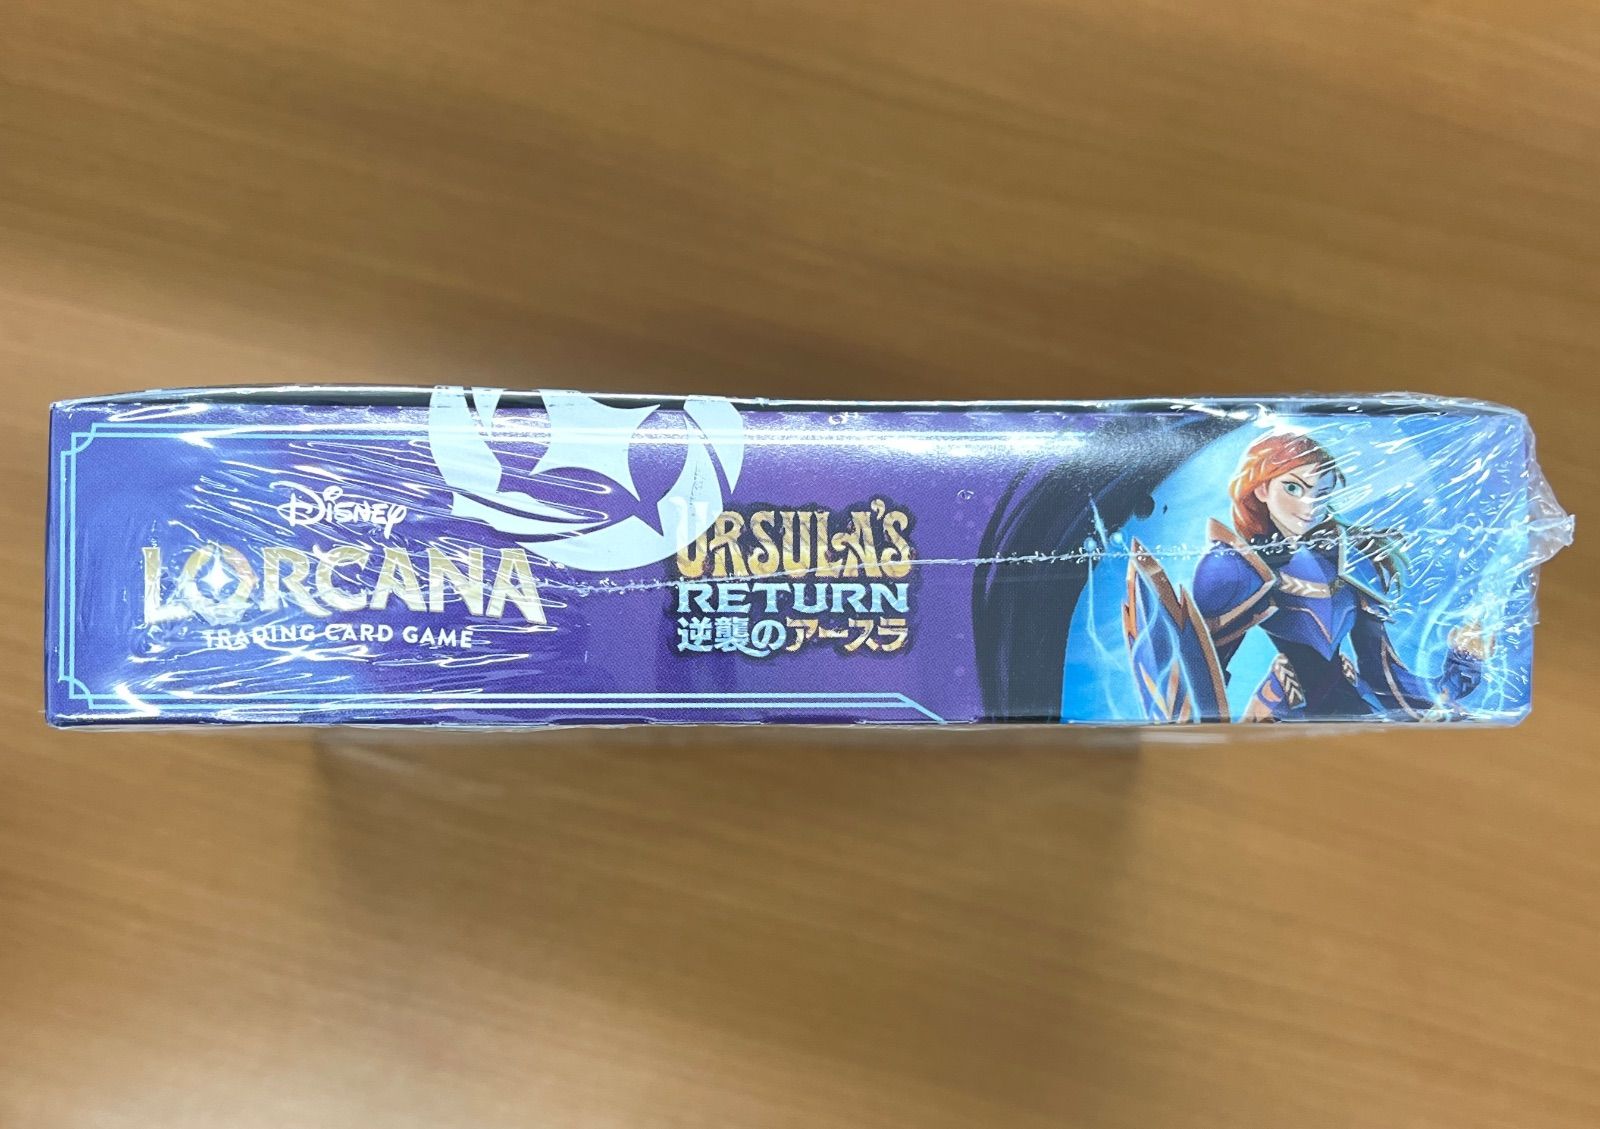 Disney
LORCANA
TRADING CARD GAME
URSULA'S
RETURN
逆襲のアースラ